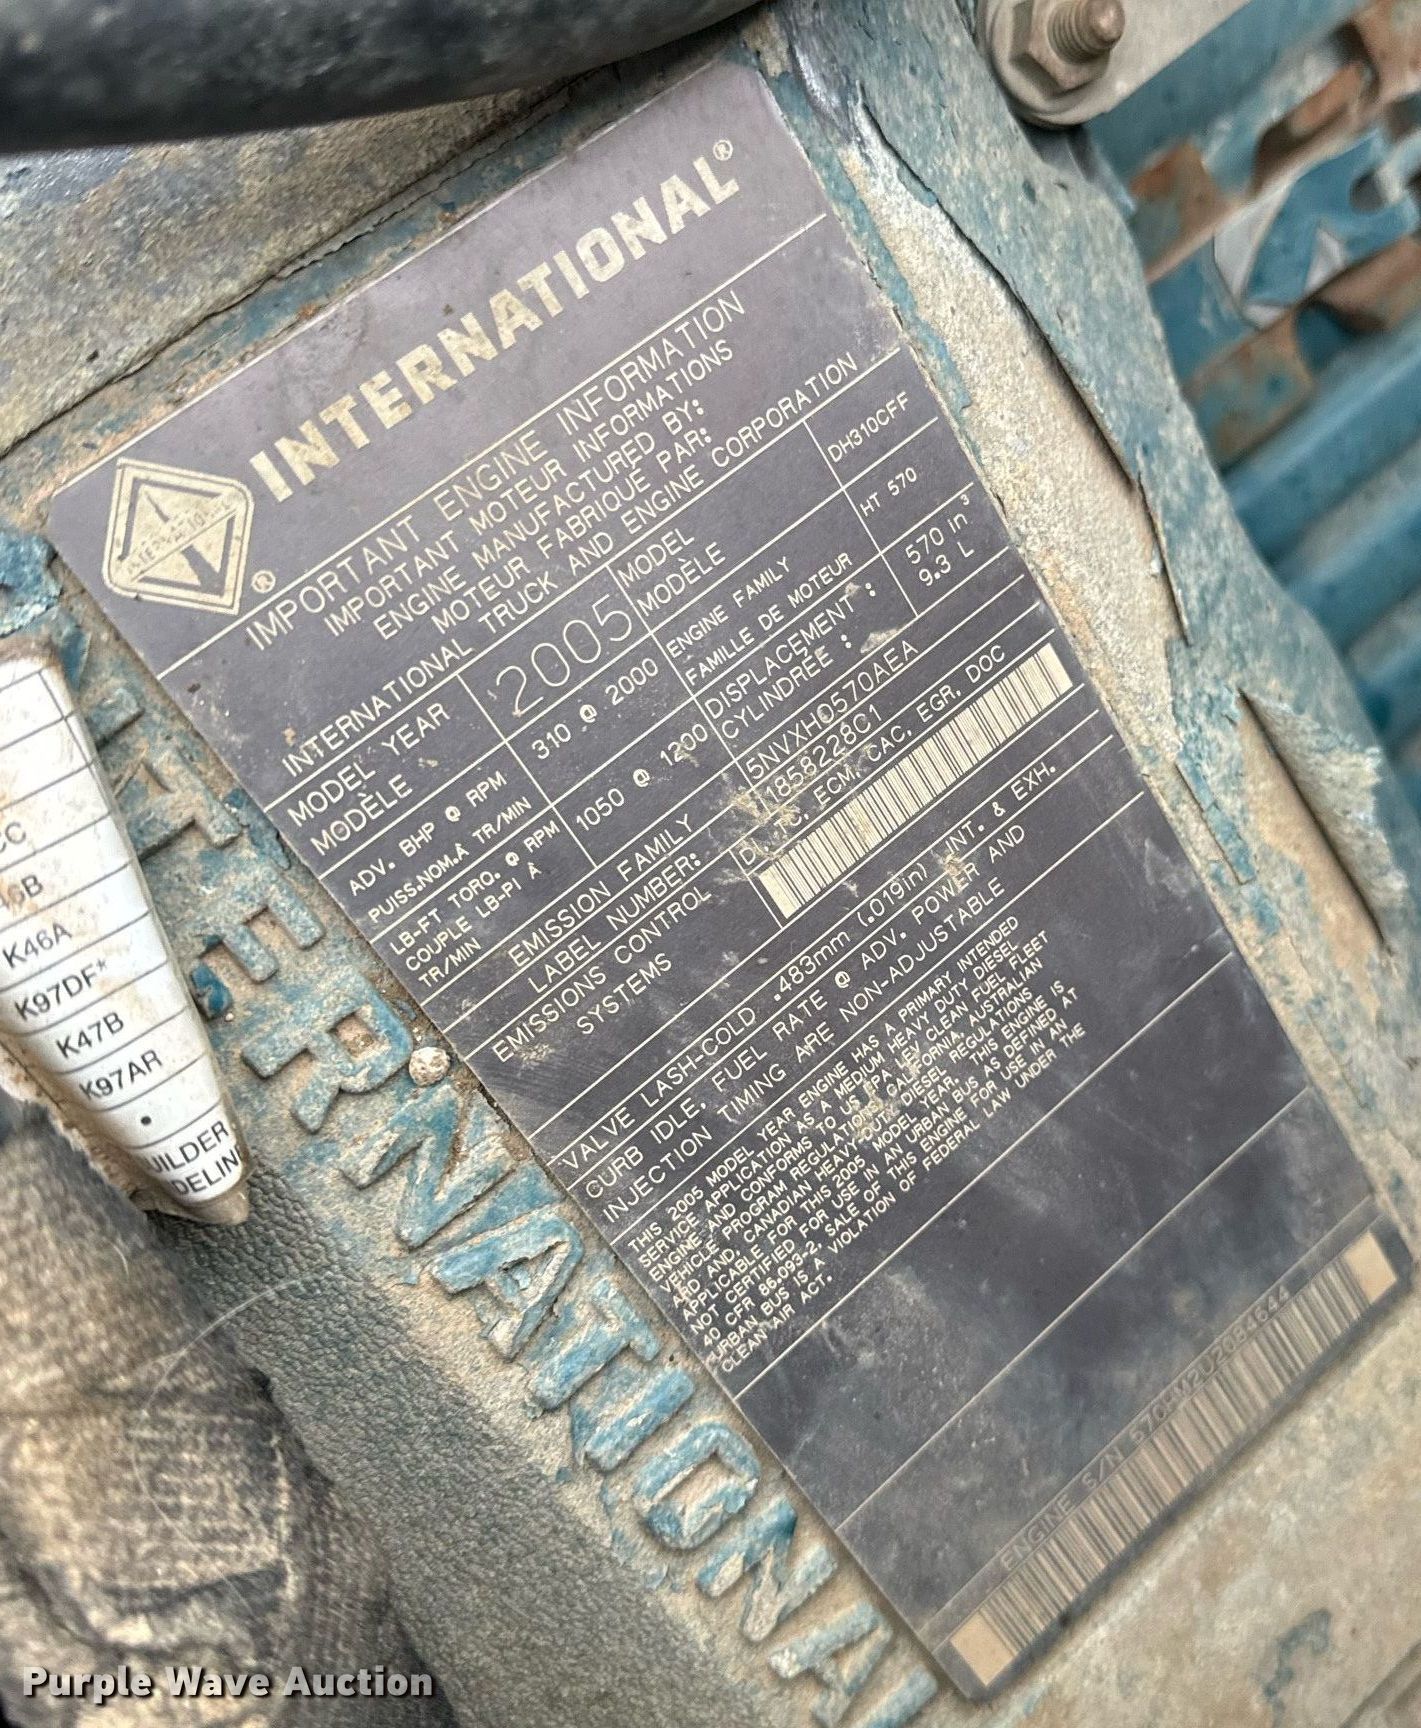 INTERNATIONAL®
INTERNATIONAL ®
IMPORTANT ENGINE INFORMATION
IMPORTANT MOTEUR INFORMATIONS
ENGINE MANUFACTURED BY:
MOTEUR FABRIQUÉ PAR:
INTERNATIONAL TRUCK AND ENGINE CORPORATION
MODEL YEAR 2005 MODEL DH310CFF
MODÈLE MODÈLE
ADV. BHP @ RPM 310 @ 2000 ENGINE FAMILY HT 570
PUISS.NOM.À TR/MIN FAMILLE DE MOTEUR
LB-FT TORQ. @ RPM 1050 @ 1200 DISPLACEMENT : 570 in³
COUPLE LB-PI À CYLINDRÉE : 9.3 L
TR/MIN
EMISSION FAMILY 5NVXH0570AEA
LABEL NUMBER: 1858228C1
EMISSIONS CONTROL ECM, CAC, EGR, DOC
SYSTEMS
VALVE LASH-COLD .483mm (.019in) INT. & EXH.
CURB IDLE, FUEL RATE @ ADV. POWER AND
INJECTION TIMING ARE NON-ADJUSTABLE
THIS 2005 MODEL YEAR ENGINE HAS A PRIMARY INTENDED
SERVICE APPLICATION AS A MEDIUM HEAVY DUTY DIESEL
ENGINE AND CONFORMS TO US EPA LEV CLEAN FUEL FLEET
VEHICLE PROGRAM REGULATIONS, CALIFORNIA, AUSTRALIAN
ARD AND, CANADIAN HEAVY DUTY DIESEL REGULATIONS
APPLICABLE FOR THIS 2005 MODEL YEAR. THIS ENGINE IS
NOT CERTIFIED FOR USE IN AN URBAN BUS AS DEFINED AT
40 CFR 86.093-2, SALE OF THIS ENGINE FOR USE IN AN
URBAN BUS IS A VIOLATION OF FEDERAL LAW UNDER THE
CLEAN AIR ACT.
ENGINE S/N 570HM2U2084644
INTERNATIONAL
K46A
K97DF*
K47B
K97AR
•
Purple Wave Auction